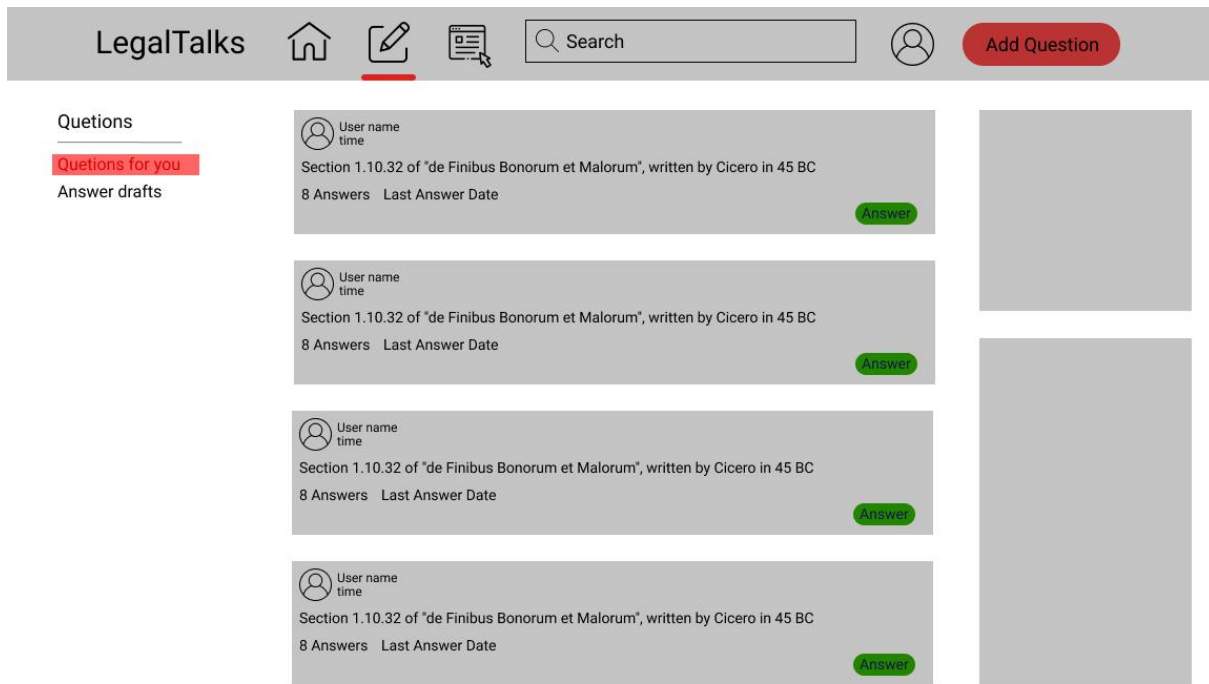 LegalTalks
Search
Add Question
Quetions
Quetions for you
Answer drafts
User name
time
Section 1.10.32 of "de Finibus Bonorum et Malorum", written by Cicero in 45 BC
8 Answers Last Answer Date
Answer
User name
time
Section 1.10.32 of "de Finibus Bonorum et Malorum", written by Cicero in 45 BC
8 Answers Last Answer Date
Answer
User name
time
Section 1.10.32 of "de Finibus Bonorum et Malorum", written by Cicero in 45 BC
8 Answers Last Answer Date
Answer
User name
time
Section 1.10.32 of "de Finibus Bonorum et Malorum", written by Cicero in 45 BC
8 Answers Last Answer Date
Answer